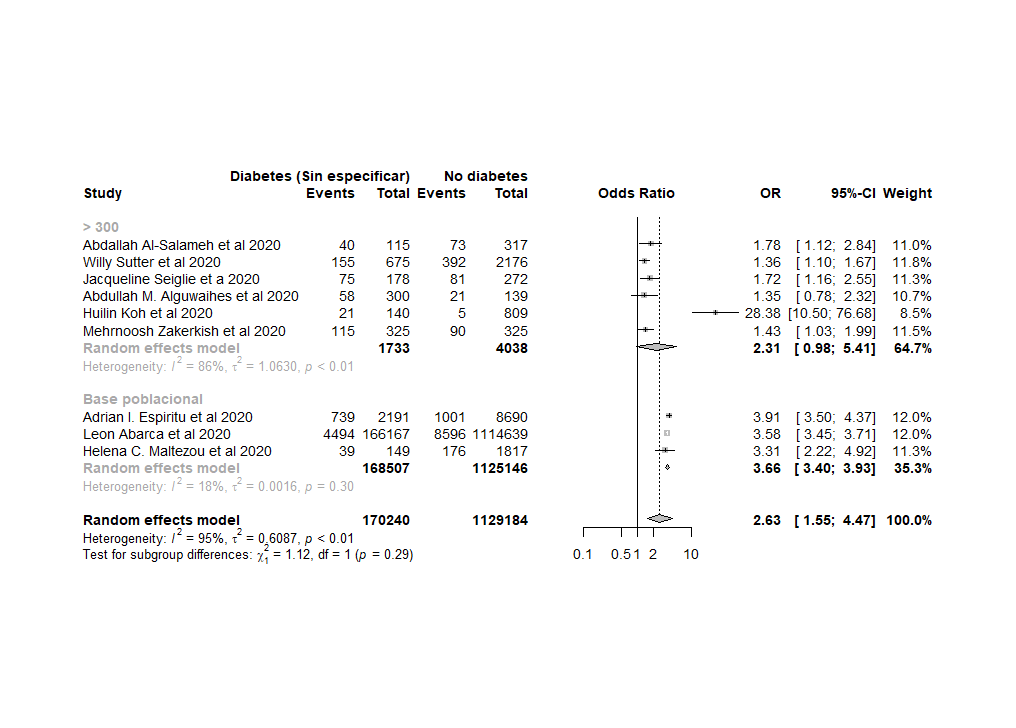 Diabetes (Sin especificar) No diabetes
Study Events Total Events Total Odds Ratio OR 95%-CI Weight
> 300
Abdallah Al-Salameh et al 2020 40 115 73 317 1.78 [ 1.12; 2.84] 11.0%
Willy Sutter et al 2020 155 675 392 2176 1.36 [ 1.10; 1.67] 11.8%
Jacqueline Seiglie et a 2020 75 178 81 272 1.72 [ 1.16; 2.55] 11.3%
Abdullah M. Alguwaihes et al 2020 58 300 21 139 1.35 [ 0.78; 2.32] 10.7%
Huilin Koh et al 2020 21 140 5 809 28.38 [10.50; 76.68] 8.5%
Mehrnoosh Zakerkish et al 2020 115 325 90 325 1.43 [ 1.03; 1.99] 11.5%
Random effects model 1733 4038 2.31 [ 0.98; 5.41] 64.7%
Heterogeneity: I² = 86%, τ² = 1.0630, p < 0.01
Base poblacional
Adrian I. Espiritu et al 2020 739 2191 1001 8690 3.91 [ 3.50; 4.37] 12.0%
Leon Abarca et al 2020 4494 166167 8596 1114639 3.58 [ 3.45; 3.71] 12.0%
Helena C. Maltezou et al 2020 39 149 176 1817 3.31 [ 2.22; 4.92] 11.3%
Random effects model 168507 1125146 3.66 [ 3.40; 3.93] 35.3%
Heterogeneity: I² = 18%, τ² = 0.0016, p = 0.30
Random effects model 170240 1129184 2.63 [ 1.55; 4.47] 100.0%
Heterogeneity: I² = 95%, τ² = 0.6087, p < 0.01
Test for subgroup differences: χ²₁ = 1.12, df = 1 (p = 0.29)
0.1 0.5 1 2 10